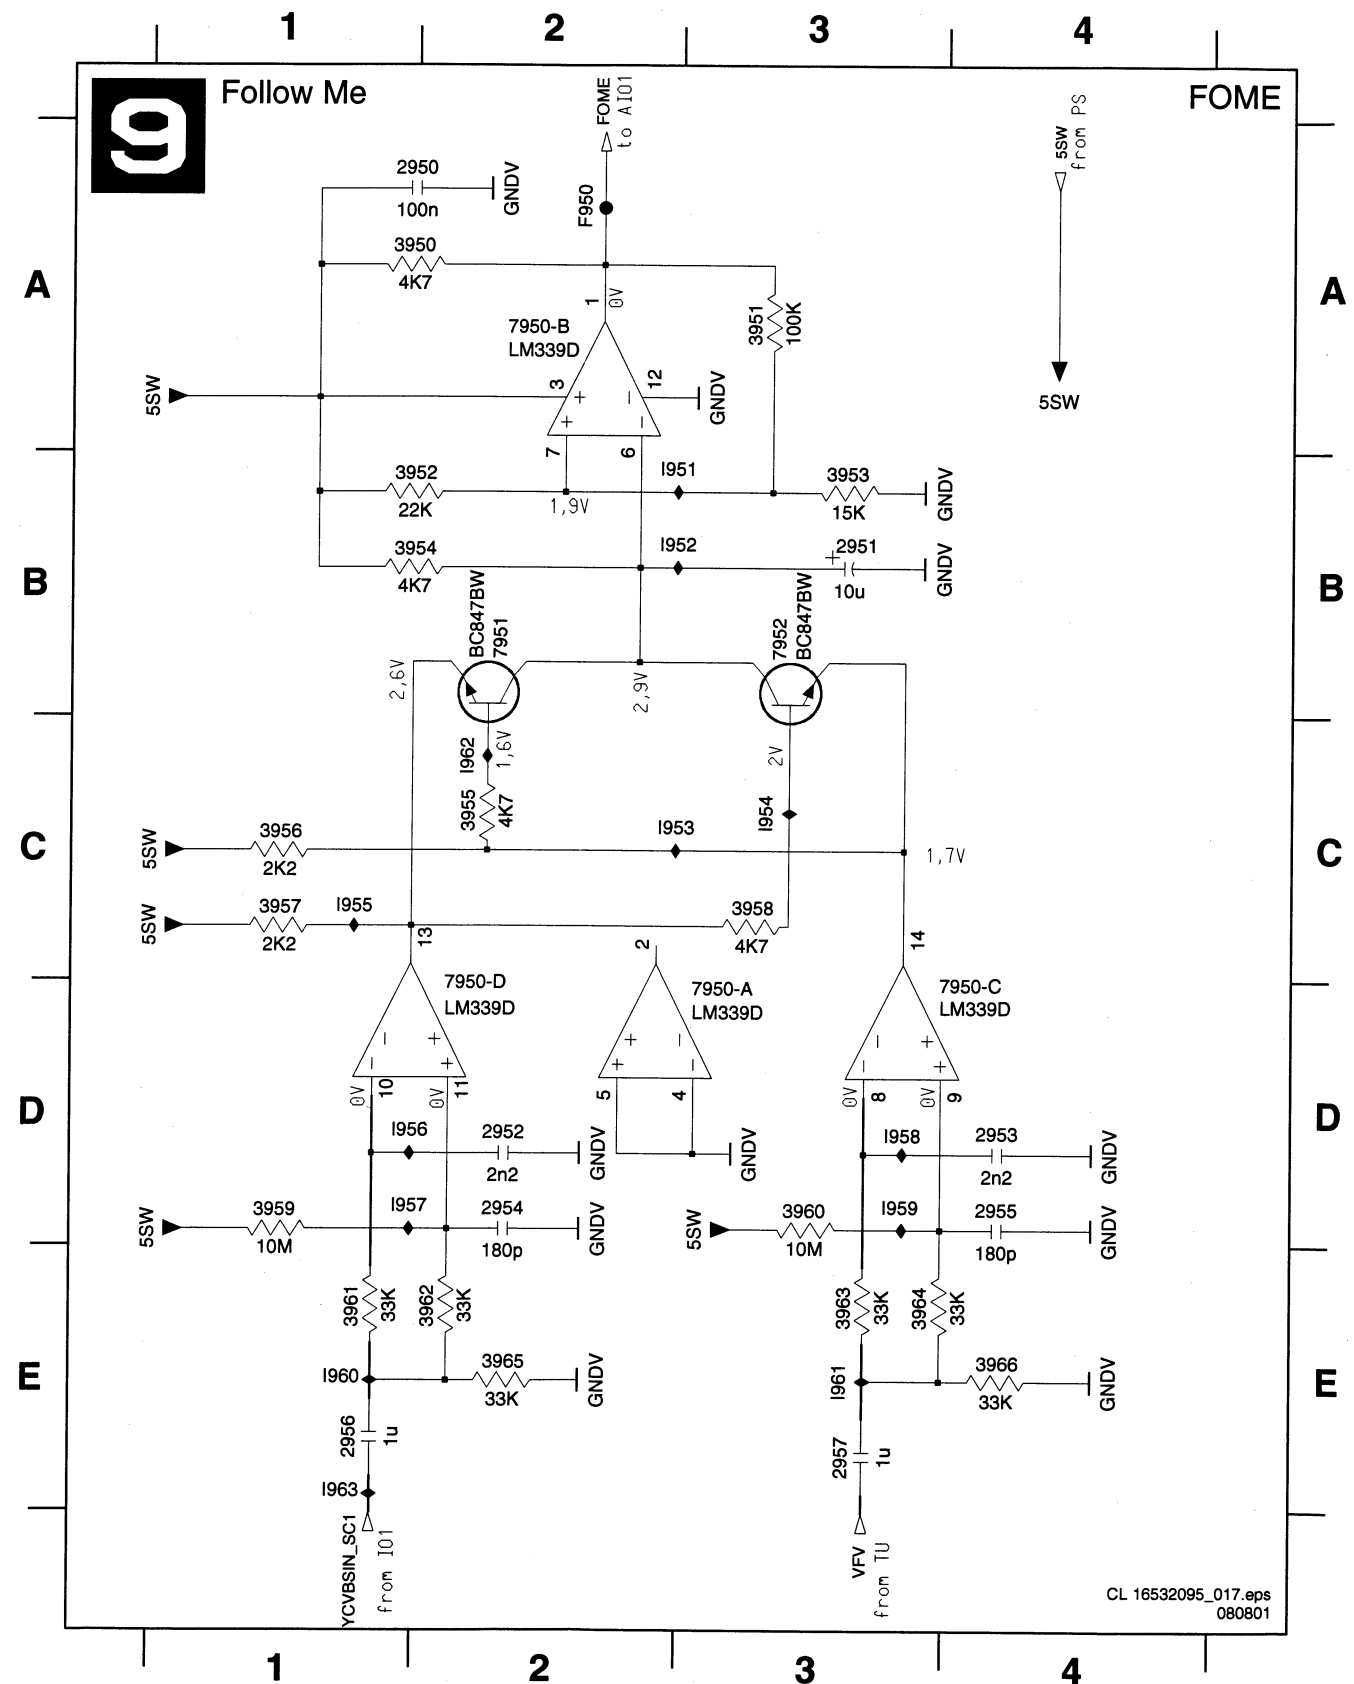 1 2 3 4
9 Follow Me FOME
FOME
to AIO1
5SW
from PS
2950
100n
GNDV
F950
3950
4K7
A A
1
0V
3951
100K
7950-B
LM339D
5SW
3
+
−
12
GNDV
5SW
+
−
7
6
3952
22K
1,9V
I951
3953
15K
GNDV
3954
4K7
I952
+
2951
10u
GNDV
B B
BC847BW
7951
7952
BC847BW
2,6V
2,9V
I962
1,6V
2V
3955
4K7
I954
5SW
3956
2K2
I953
1,7V
C C
5SW
3957
2K2
I955
3958
4K7
13
2
14
7950-D
LM339D
7950-A
LM339D
7950-C
LM339D
− +
− +
+ −
+ −
− +
− +
0V
10
0V
11
5
4
0V
8
0V
9
D D
I956
2952
2n2
GNDV
GNDV
I958
2953
2n2
GNDV
5SW
3959
10M
I957
2954
180p
GNDV
5SW
3960
10M
I959
2955
180p
GNDV
3961
33K
3962
33K
3963
33K
3964
33K
E E
I960
3965
33K
GNDV
I961
3966
33K
GNDV
2956
1u
2957
1u
I963
YCVBSIN_SC1
from IO1
VFV
from TU
CL 16532095_017.eps
080801
1 2 3 4